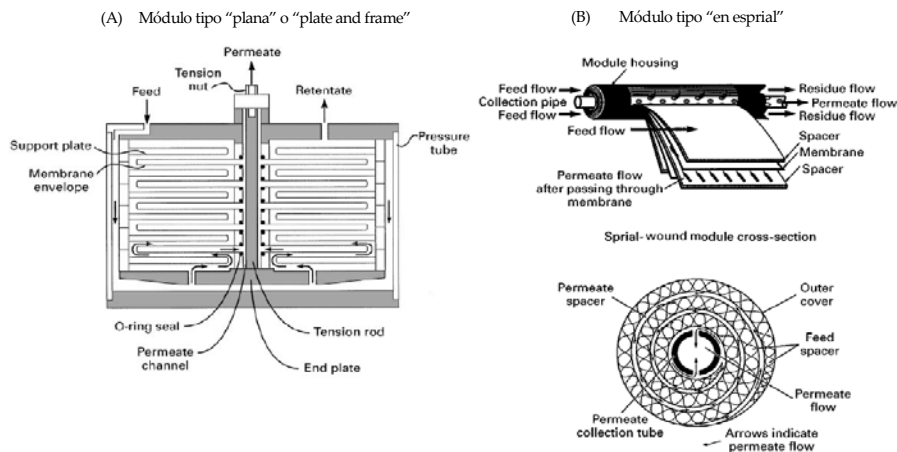 (A) Módulo tipo “plana” o “plate and frame”
Permeate
Tension
nut
Feed
Retentate
Support plate
Membrane
envelope
Pressure
tube
O-ring seal
Permeate
channel
End plate
Tension rod
(B) Módulo tipo “en esprial”
Module housing
Feed flow
Collection pipe
Feed flow
Residue flow
Permeate flow
Residue flow
Feed flow
Spacer
Membrane
Spacer
Permeate flow
after passing through
membrane
Sprial-wound module cross-section
Permeate
spacer
Outer
cover
Feed
spacer
Permeate
flow
Permeate
collection tube
Arrows indicate
permeate flow